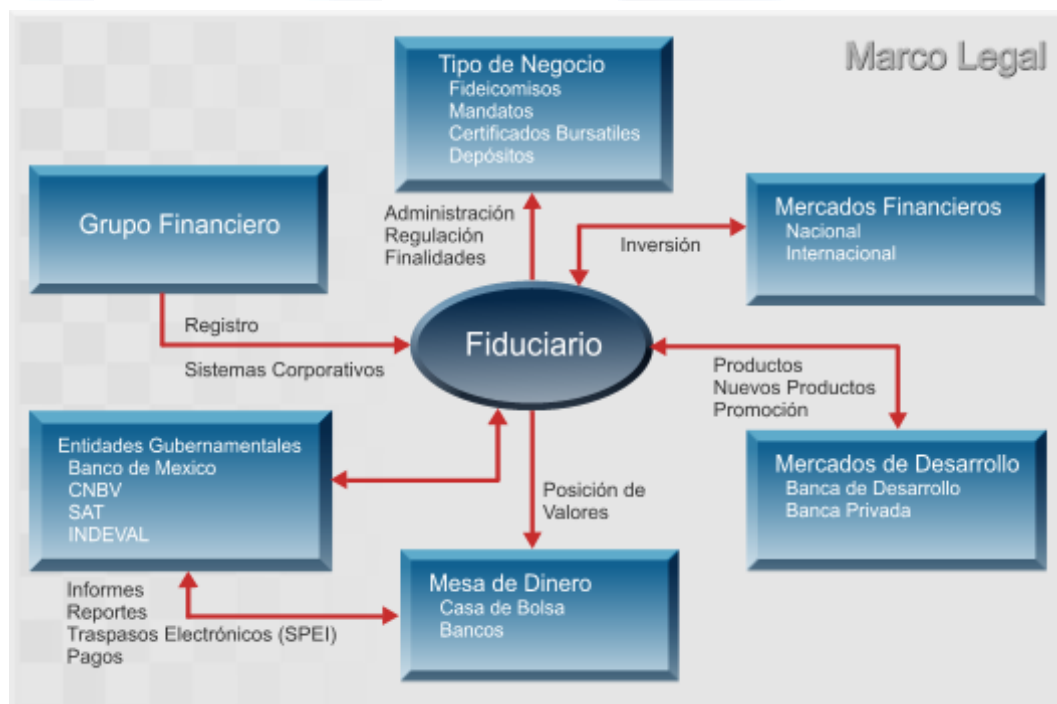 Marco Legal
Tipo de Negocio
Fideicomisos
Mandatos
Certificados Bursatiles
Depósitos
Grupo Financiero
Administración
Regulación
Finalidades
Inversión
Mercados Financieros
Nacional
Internacional
Registro
Sistemas Corporativos
Fiduciario
Productos
Nuevos Productos
Promoción
Entidades Gubernamentales
Banco de Mexico
CNBV
SAT
INDEVAL
Posición de
Valores
Mercados de Desarrollo
Banca de Desarrollo
Banca Privada
Informes
Reportes
Traspasos Electrónicos (SPEI)
Pagos
Mesa de Dinero
Casa de Bolsa
Bancos